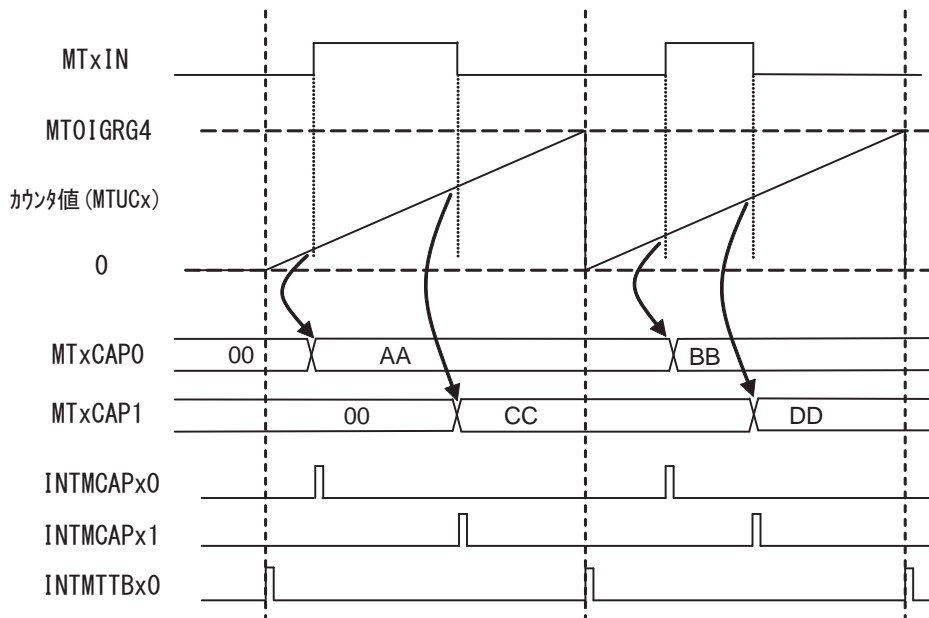 MTxIN
MT0IGRG4
ｶｳﾝﾀ値(MTUCx)
0
MTxCAP0 00 AA BB
MTxCAP1 00 CC DD
INTMCAPx0
INTMCAPx1
INTMTTBx0